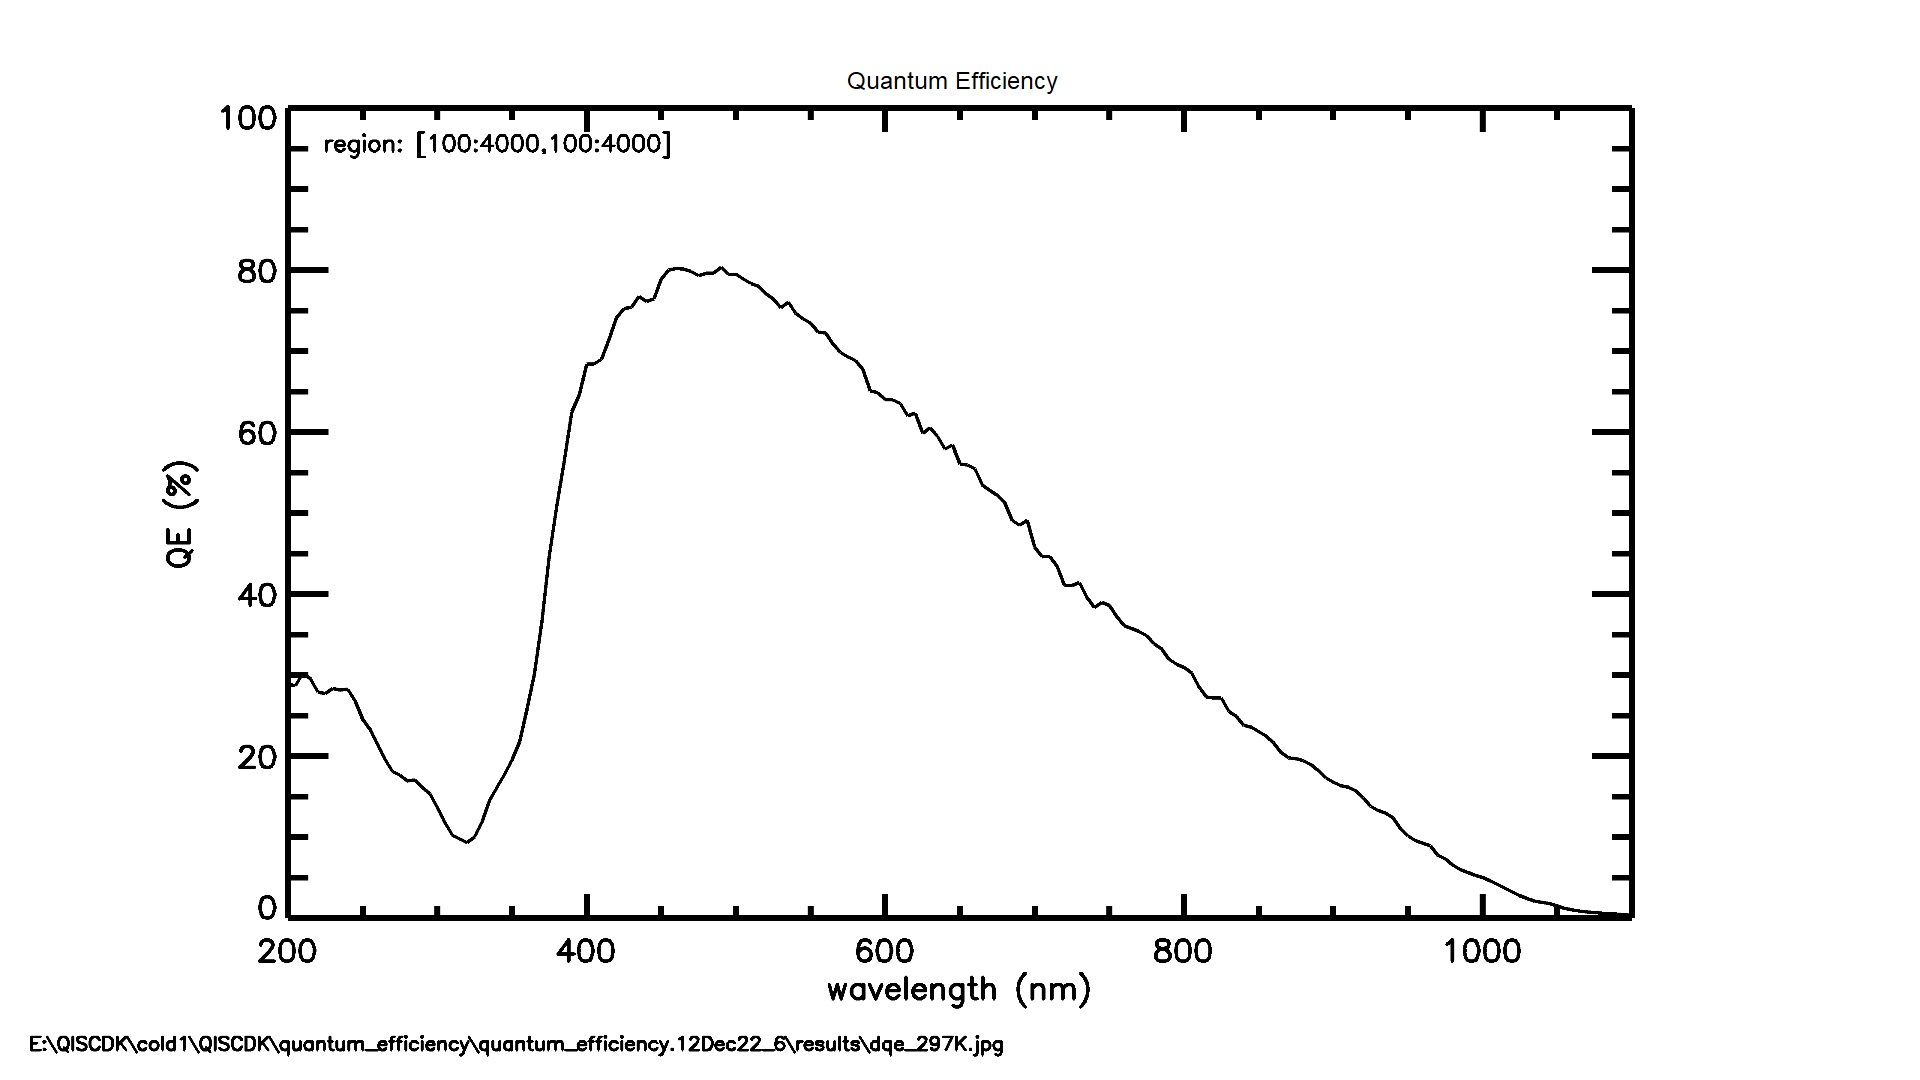 Quantum Efficiency
region: [100:4000,100:4000]
100
80
60
40
20
0
QE (%)
200 400 600 800 1000
wavelength (nm)
E:\QISCDK\cold1\QISCDK\quantum_efficiency\quantum_efficiency.12Dec22_6\results\dqe_297K.jpg